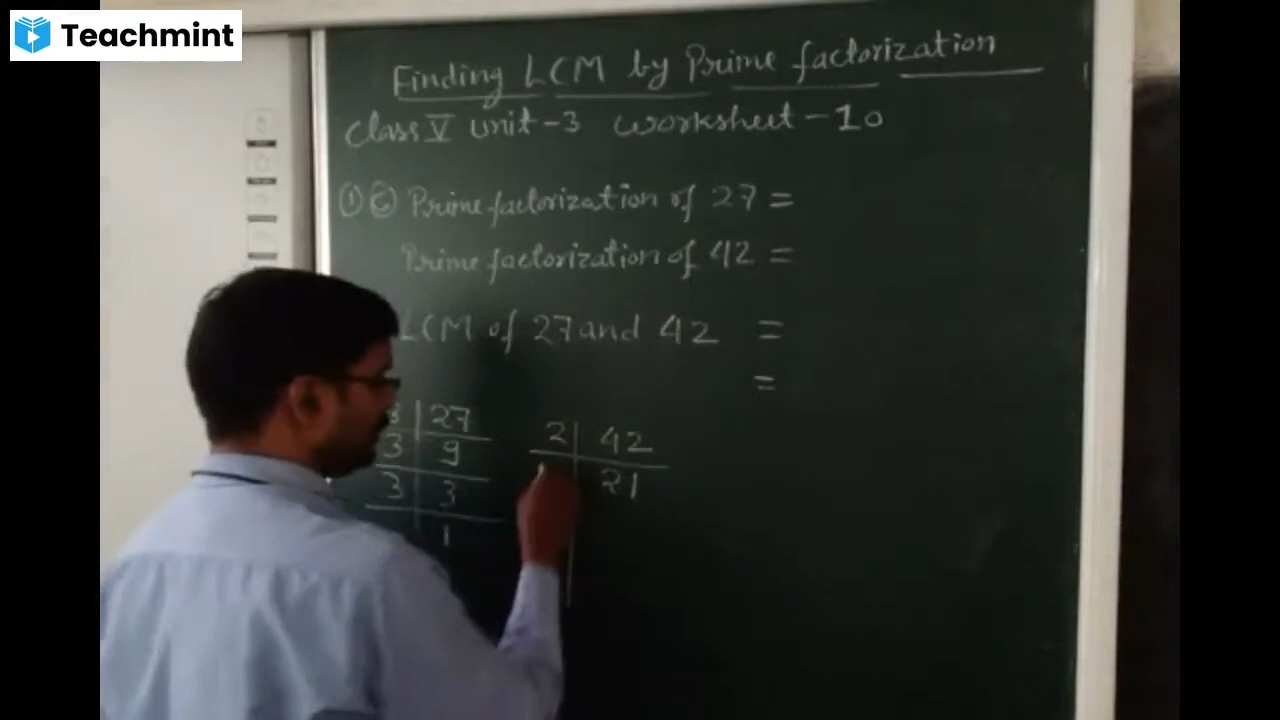 Teachmint
Finding LCM by Prime factorization
Class V unit-3 worksheet-10
① ⓒ Prime factorization of 27 =
Prime factorization of 42 =
LCM of 27 and 42 =
=
3 | 27
3 | 9
3 | 3
1
2 | 42
21